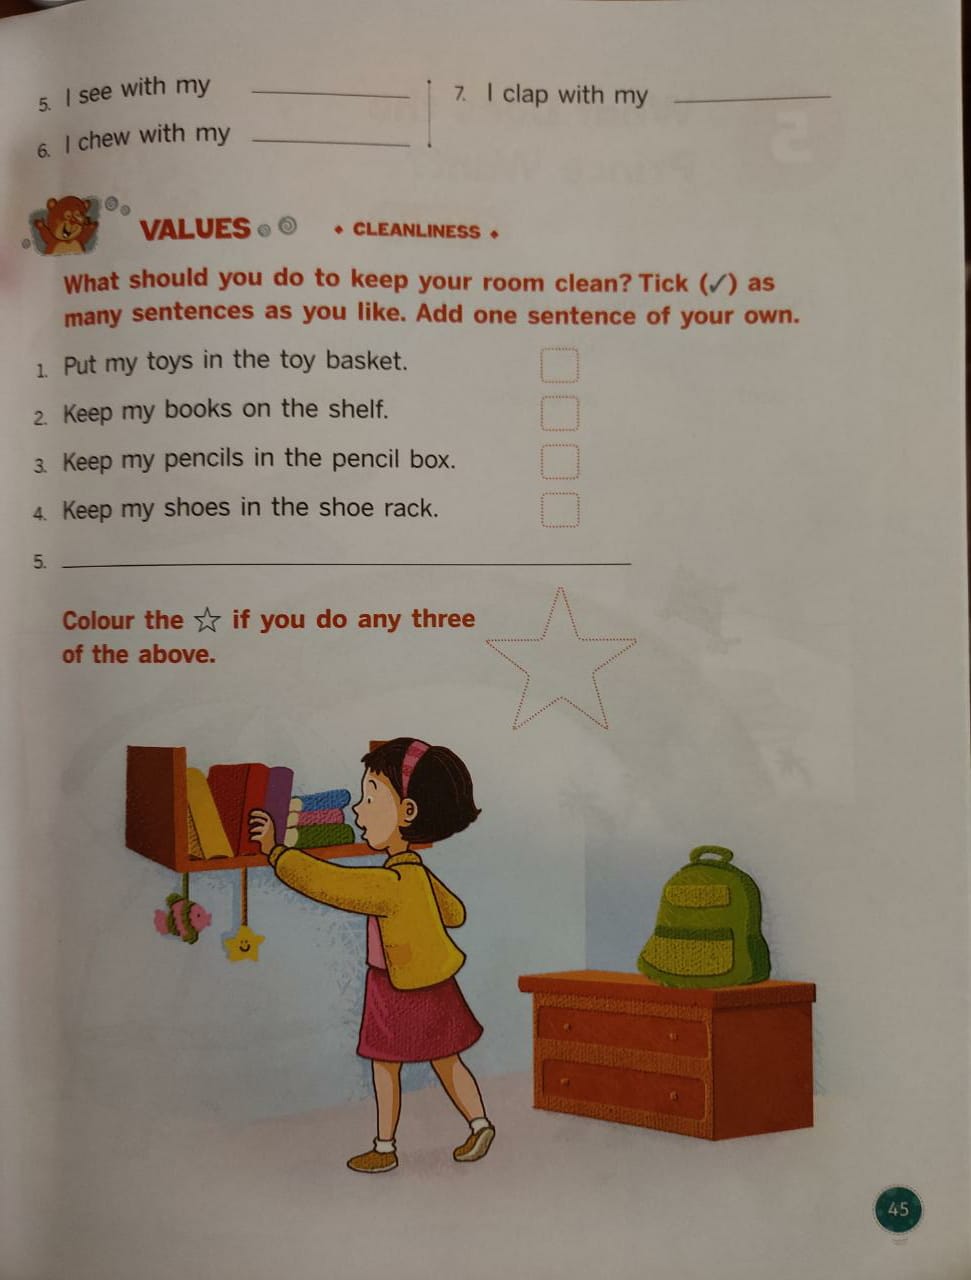 5. I see with my ____________
6. I chew with my ____________
7. I clap with my ____________
VALUES
• CLEANLINESS •
What should you do to keep your room clean? Tick (✓) as
many sentences as you like. Add one sentence of your own.
1. Put my toys in the toy basket.
2. Keep my books on the shelf.
3. Keep my pencils in the pencil box.
4. Keep my shoes in the shoe rack.
5. ____________
Colour the ☆ if you do any three
of the above.
45